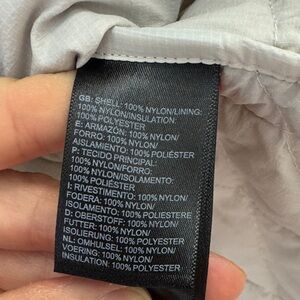 GB: SHELL: 100% NYLON/LINING:
100% NYLON/INSULATION:
100% POLYESTER
E: ARMAZÓN: 100% NYLON/
FORRO: 100% NYLON/
AISLAMIENTO: 100% POLIÉSTER
P: TECIDO PRINCIPAL:
100% NYLON/FORRO:
100% NYLON/ISOLAMENTO:
100% POLIÉSTER
I: RIVESTIMENTO: 100% NYLON/
FODERA: 100% NYLON/
ISOLAMENTO: 100% POLIESTERE
D: OBERSTOFF: 100% NYLON/
FUTTER: 100% NYLON/
ISOLIERUNG: 100% POLYESTER
NL: OMHULSEL: 100% NYLON/
VOERING: 100% NYLON/
INSULATION: 100% POLYESTER